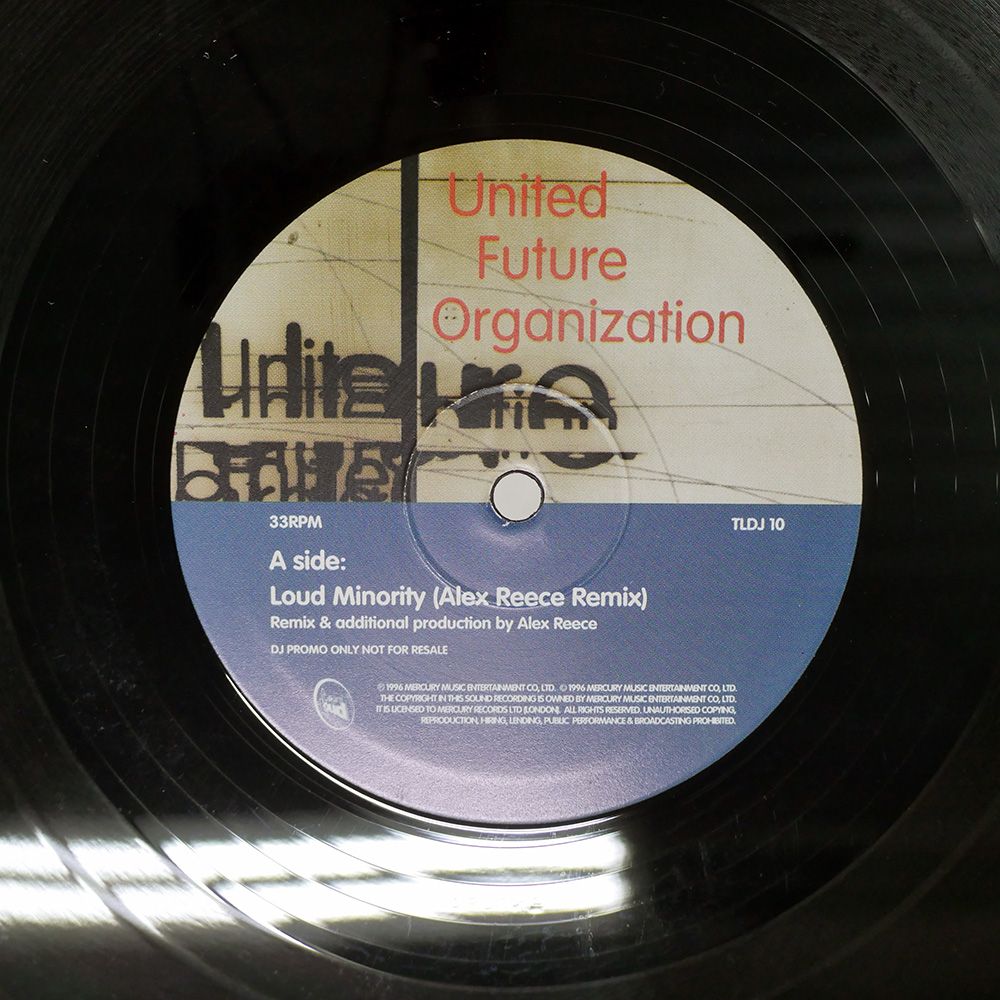 United
Future
Organization
33RPM
TLDJ 10
A side:
Loud Minority (Alex Reece Remix)
Remix & additional production by Alex Reece
DJ PROMO ONLY NOT FOR RESALE
℗ 1996 MERCURY MUSIC ENTERTAINMENT CO, LTD. © 1996 MERCURY MUSIC ENTERTAINMENT CO, LTD.
THE COPYRIGHT IN THIS SOUND RECORDING IS OWNED BY MERCURY MUSIC ENTERTAINMENT CO, LTD.
IT IS LICENSED TO MERCURY RECORDS LTD (LONDON). ALL RIGHTS RESERVED. UNAUTHORISED COPYING,
REPRODUCTION, HIRING, LENDING, PUBLIC PERFORMANCE & BROADCASTING PROHIBITED.